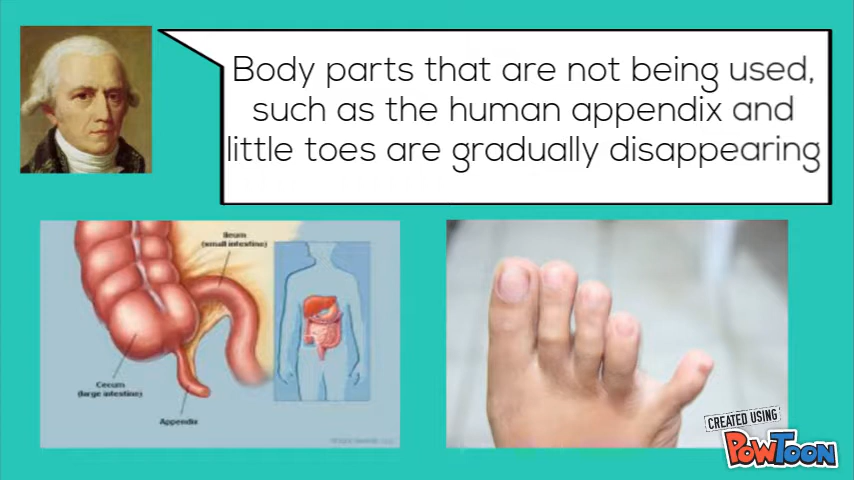 Body parts that are not being used,
such as the human appendix and
little toes are gradually disappearing
Ileum
(small intestine)
Cecum
(large intestine)
Appendix
CREATED USING
POWTOON